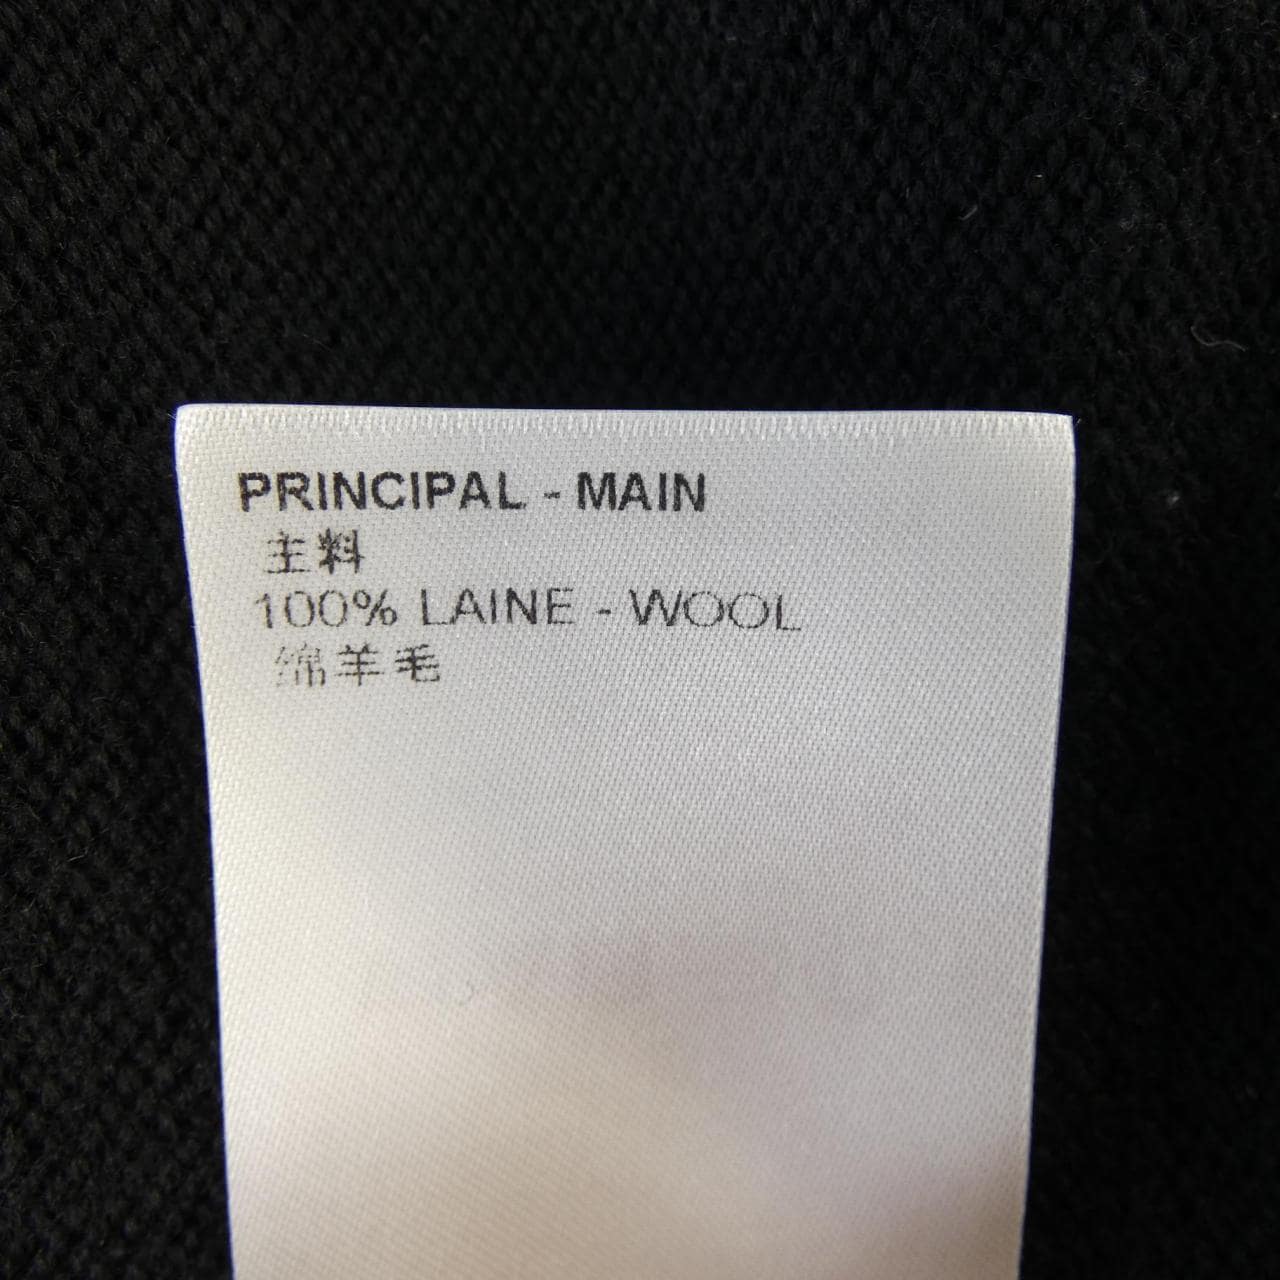 PRINCIPAL - MAIN
主料
100% LAINE - WOOL
绵羊毛